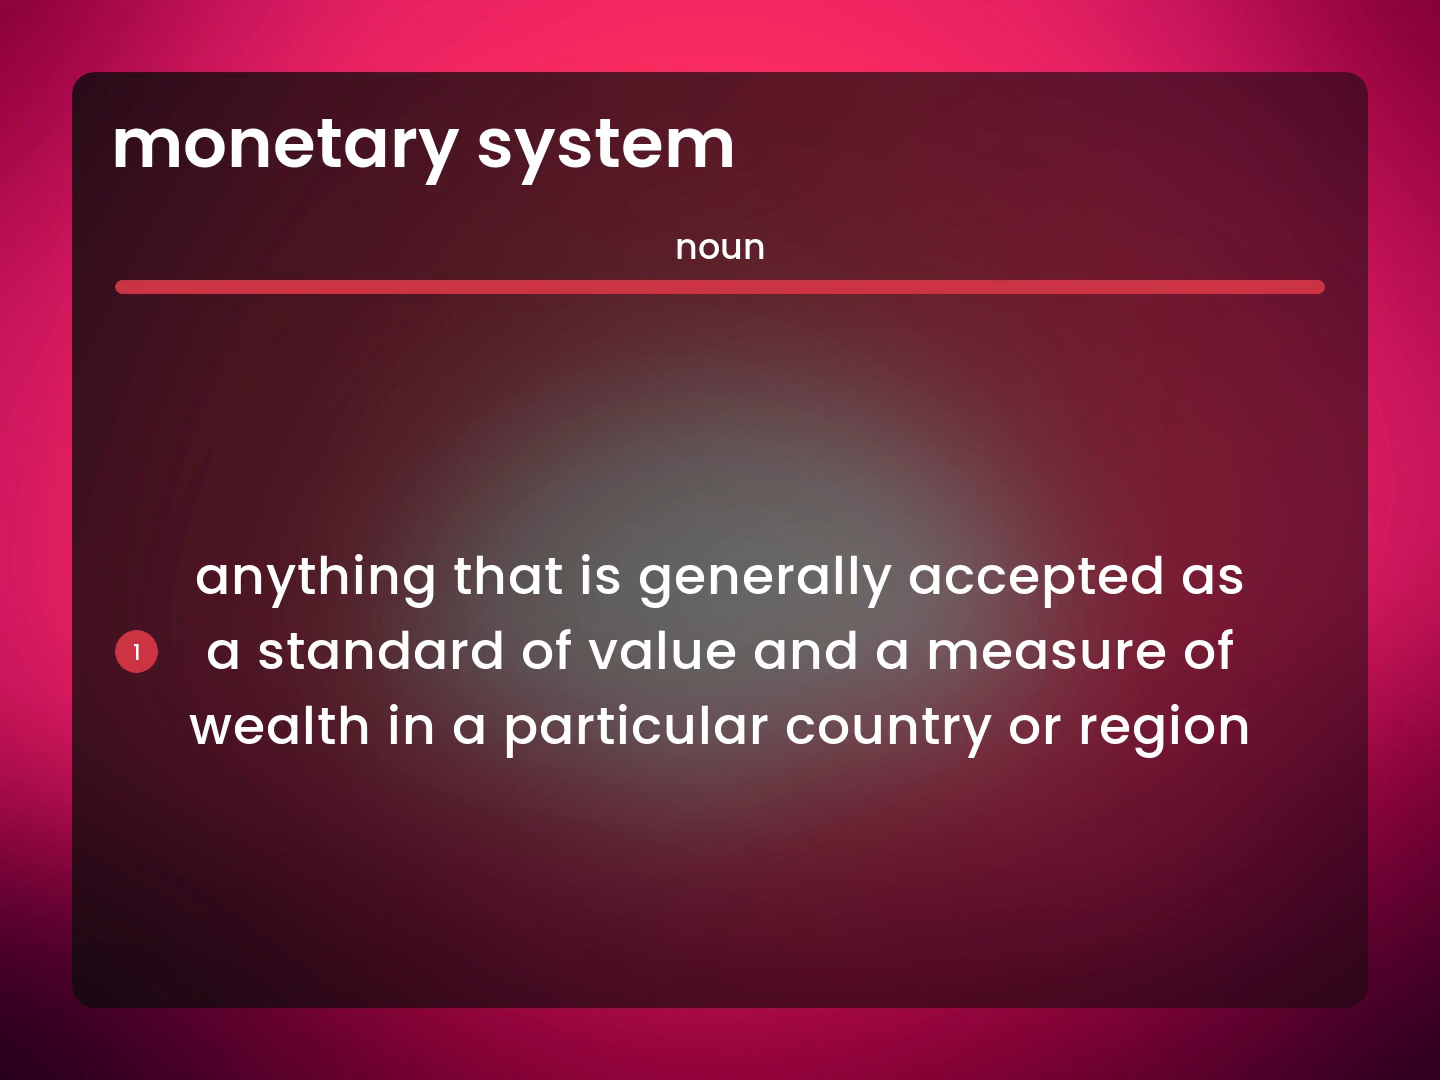 monetary system
noun
anything that is generally accepted as
1 a standard of value and a measure of
wealth in a particular country or region